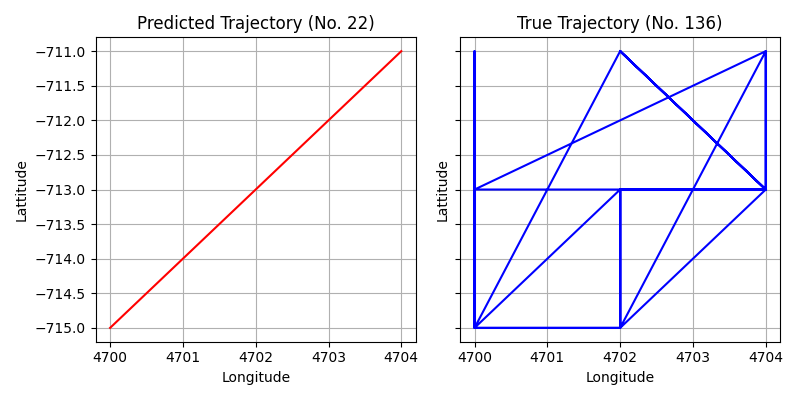 Predicted Trajectory (No. 22)
True Trajectory (No. 136)
−711.0
−711.5
−712.0
−712.5
−713.0
−713.5
−714.0
−714.5
−715.0
Lattitude
Lattitude
4700 4701 4702 4703 4704
4700 4701 4702 4703 4704
Longitude
Longitude